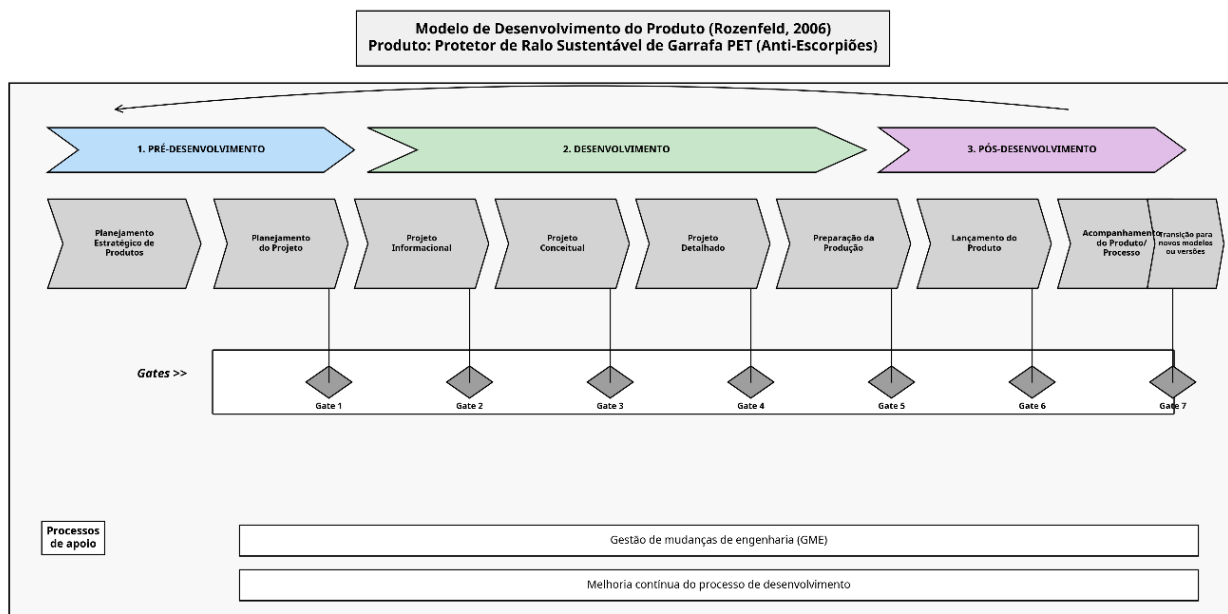 Modelo de Desenvolvimento do Produto (Rozenfeld, 2006)
Produto: Protetor de Ralo Sustentável de Garrafa PET (Anti-Escorpiões)
1. PRÉ-DESENVOLVIMENTO
2. DESENVOLVIMENTO
3. PÓS-DESENVOLVIMENTO
Planejamento
Estratégico de
Produtos
Planejamento
do Projeto
Projeto
Informacional
Projeto
Conceitual
Projeto
Detalhado
Preparação da
Produção
Lançamento do
Produto
Acompanhamento
do Produto/
Processo
Transição para
novos modelos
ou versões
Gates >>
Gate 1
Gate 2
Gate 3
Gate 4
Gate 5
Gate 6
Gate 7
Processos
de apoio
Gestão de mudanças de engenharia (GME)
Melhoria contínua do processo de desenvolvimento